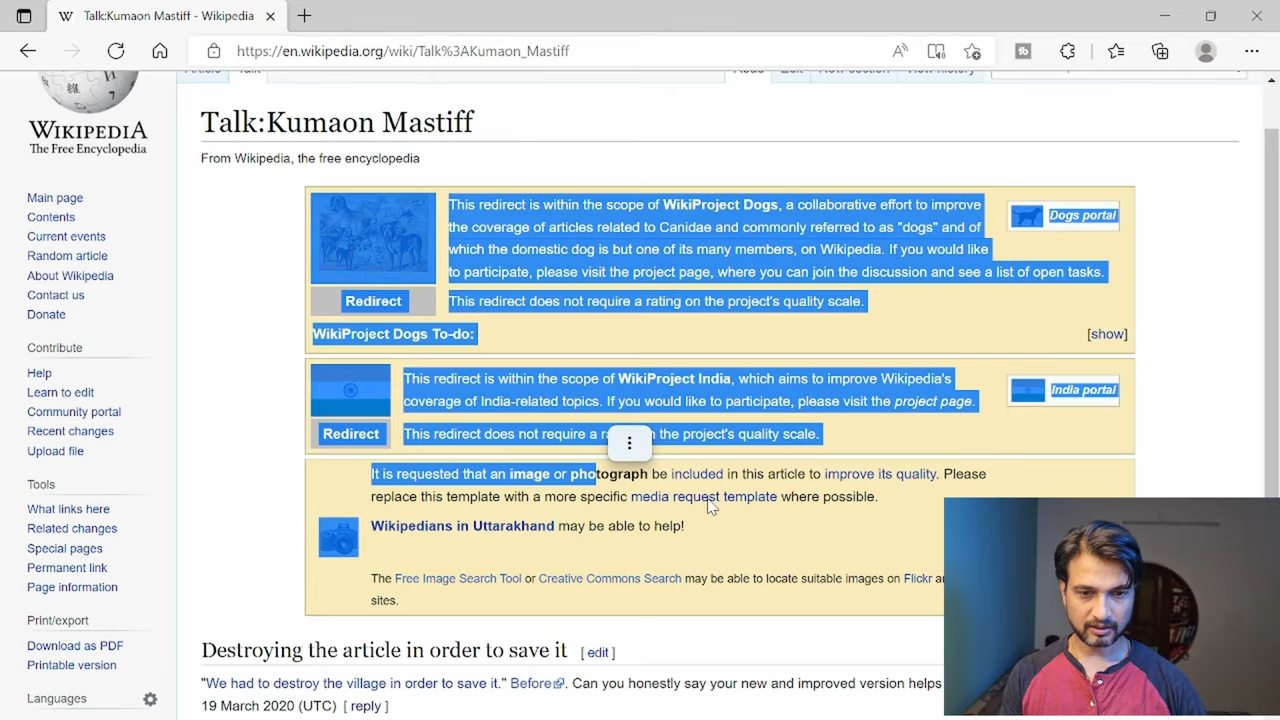 Talk:Kumaon Mastiff - Wikipedia
https://en.wikipedia.org/wiki/Talk%3AKumaon_Mastiff
Article Talk Read Edit New section View history
WIKIPEDIA
The Free Encyclopedia
Main page
Contents
Current events
Random article
About Wikipedia
Contact us
Donate
Contribute
Help
Learn to edit
Community portal
Recent changes
Upload file
Tools
What links here
Related changes
Special pages
Permanent link
Page information
Print/export
Download as PDF
Printable version
Languages
Talk:Kumaon Mastiff
From Wikipedia, the free encyclopedia
This redirect is within the scope of WikiProject Dogs, a collaborative effort to improve
the coverage of articles related to Canidae and commonly referred to as "dogs" and of
which the domestic dog is but one of its many members, on Wikipedia. If you would like
to participate, please visit the project page, where you can join the discussion and see a list of open tasks.
Dogs portal
Redirect This redirect does not require a rating on the project's quality scale.
WikiProject Dogs To-do: [show]
This redirect is within the scope of WikiProject India, which aims to improve Wikipedia's
coverage of India-related topics. If you would like to participate, please visit the project page.
India portal
Redirect This redirect does not require a ra the project's quality scale.
It is requested that an image or photograph be included in this article to improve its quality. Please
replace this template with a more specific media request template where possible.
Wikipedians in Uttarakhand may be able to help!
The Free Image Search Tool or Creative Commons Search may be able to locate suitable images on Flickr
sites.
Destroying the article in order to save it [ edit ]
"We had to destroy the village in order to save it." Before. Can you honestly say your new and improved version helps
19 March 2020 (UTC) [ reply ]